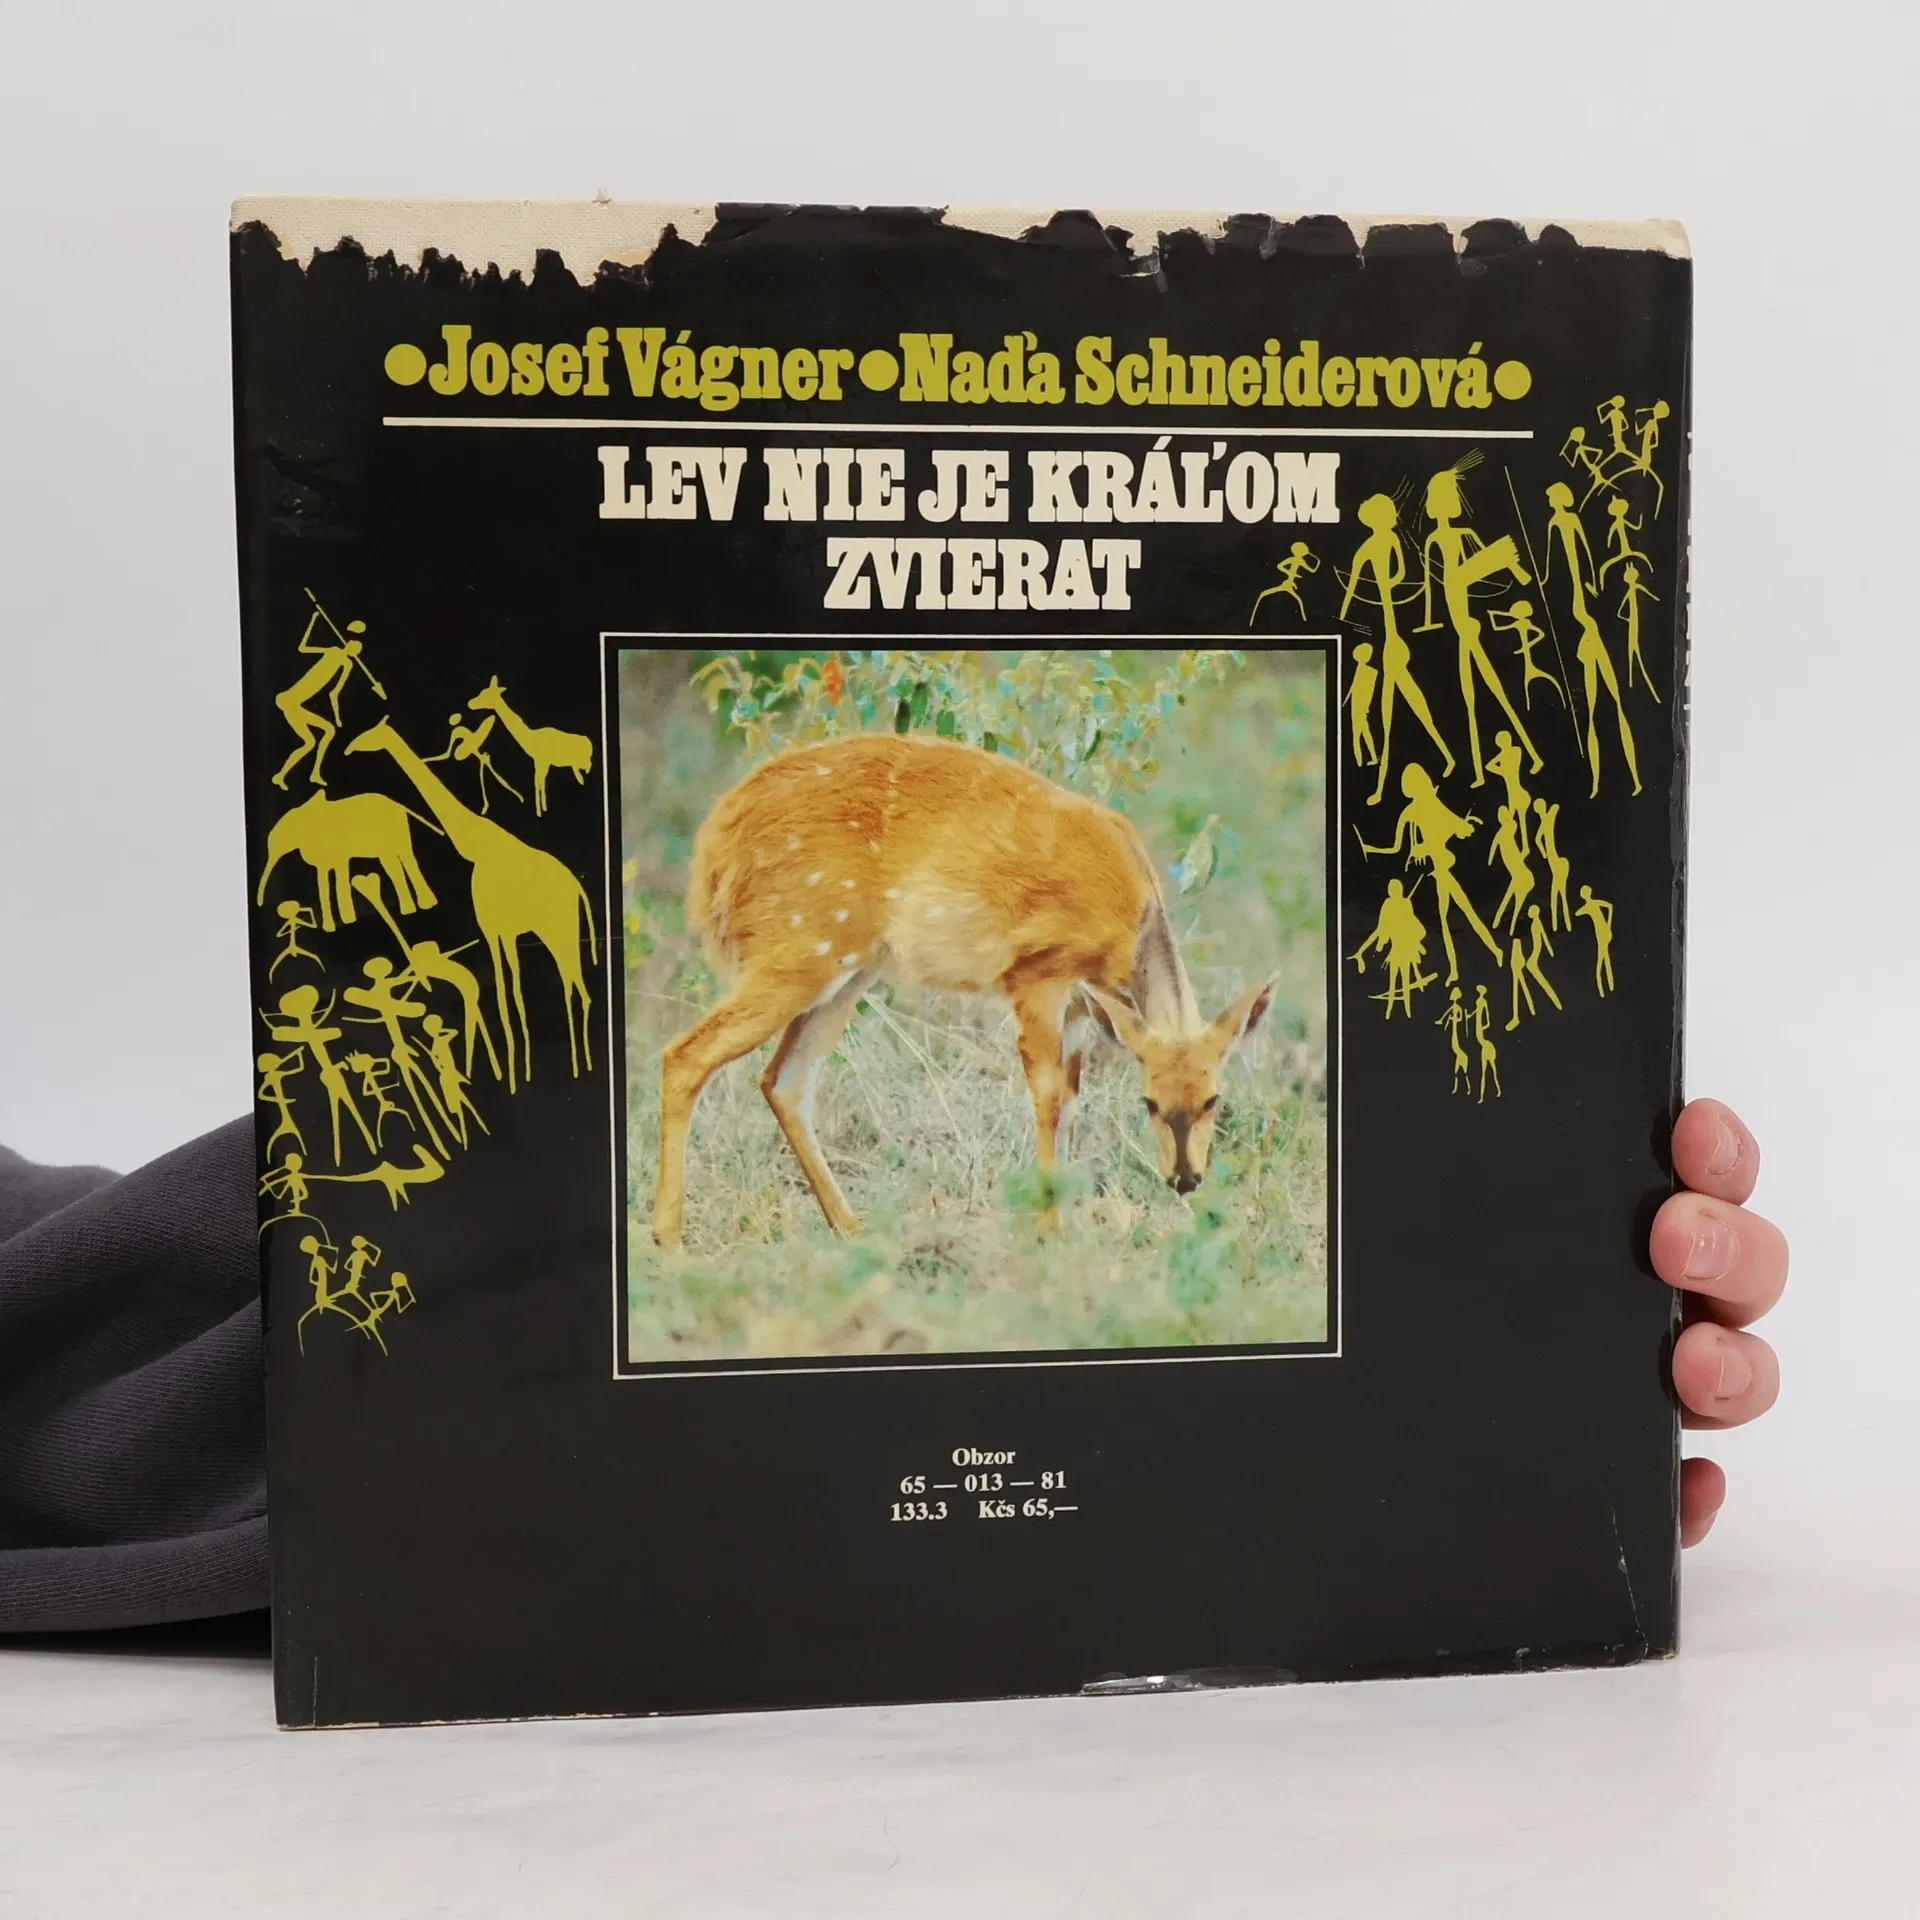 ●Josef Vágner●Naďa Schneiderová●
LEV NIE JE KRÁĽOM
ZVIERAT
Obzor
65 — 013 — 81
133.3 Kčs 65,—